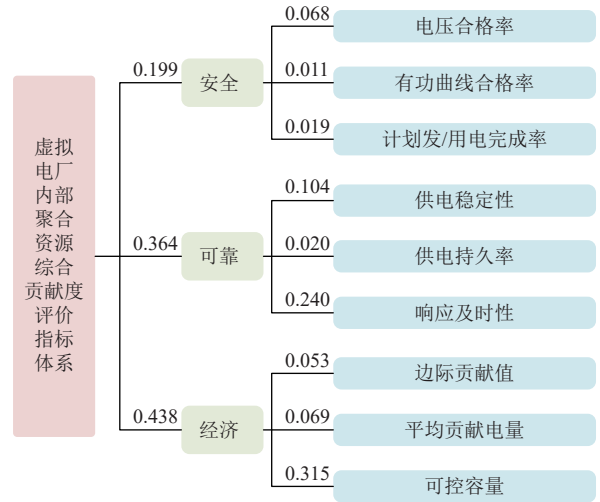 虚拟
电厂
内部
聚合
资源
综合
贡献度
评价
指标
体系
0.199
安全
0.068
电压合格率
0.011
有功曲线合格率
0.019
计划发/用电完成率
0.364
可靠
0.104
供电稳定性
0.020
供电持久率
0.240
响应及时性
0.438
经济
0.053
边际贡献值
0.069
平均贡献电量
0.315
可控容量